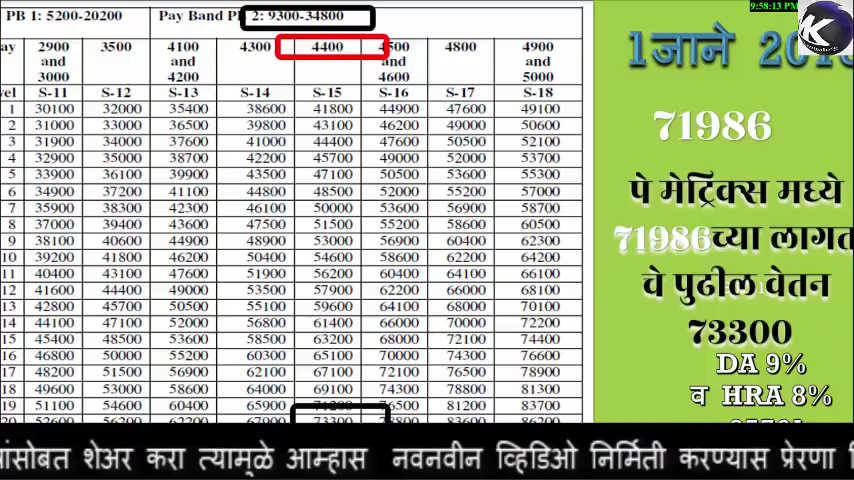 9:58:13 PM
PB 1: 5200-20200 Pay Band PB 2: 9300-34800
ay 2900 and 3000 3500 4100 and 4200 4300 4400 4500 and 4600 4800 4900 and 5000
vel S-11 S-12 S-13 S-14 S-15 S-16 S-17 S-18
1 30100 32000 35400 38600 41800 44900 47600 49100
2 31000 33000 36500 39800 43100 46200 49000 50600
3 31900 34000 37600 41000 44400 47600 50500 52100
4 32900 35000 38700 42200 45700 49000 52000 53700
5 33900 36100 39900 43500 47100 50500 53600 55300
6 34900 37200 41100 44800 48500 52000 55200 57000
7 35900 38300 42300 46100 50000 53600 56900 58700
8 37000 39400 43600 47500 51500 55200 58600 60500
9 38100 40600 44900 48900 53000 56900 60400 62300
10 39200 41800 46200 50400 54600 58600 62200 64200
11 40400 43100 47600 51900 56200 60400 64100 66100
12 41600 44400 49000 53500 57900 62200 66000 68100
13 42800 45700 50500 55100 59600 64100 68000 70100
14 44100 47100 52000 56800 61400 66000 70000 72200
15 45400 48500 53600 58500 63200 68000 72100 74400
16 46800 50000 55200 60300 65100 70000 74300 76600
17 48200 51500 56900 62100 67100 72100 76500 78900
18 49600 53000 58600 64000 69100 74300 78800 81300
19 51100 54600 60400 65900 71200 76500 81200 83700
20 52600 56200 62200 67900 73300 78800 83600 86200
1जाने
71986
पे मेट्रिक्स मध्ये
71986च्या लागत
चे पुढील वेतन
73300
DA 9%
व HRA 8%
यांसोबत शेअर करा त्यामुळे आम्हास नवनवीन व्हिडिओ निर्मिती करण्यास प्रेरणा